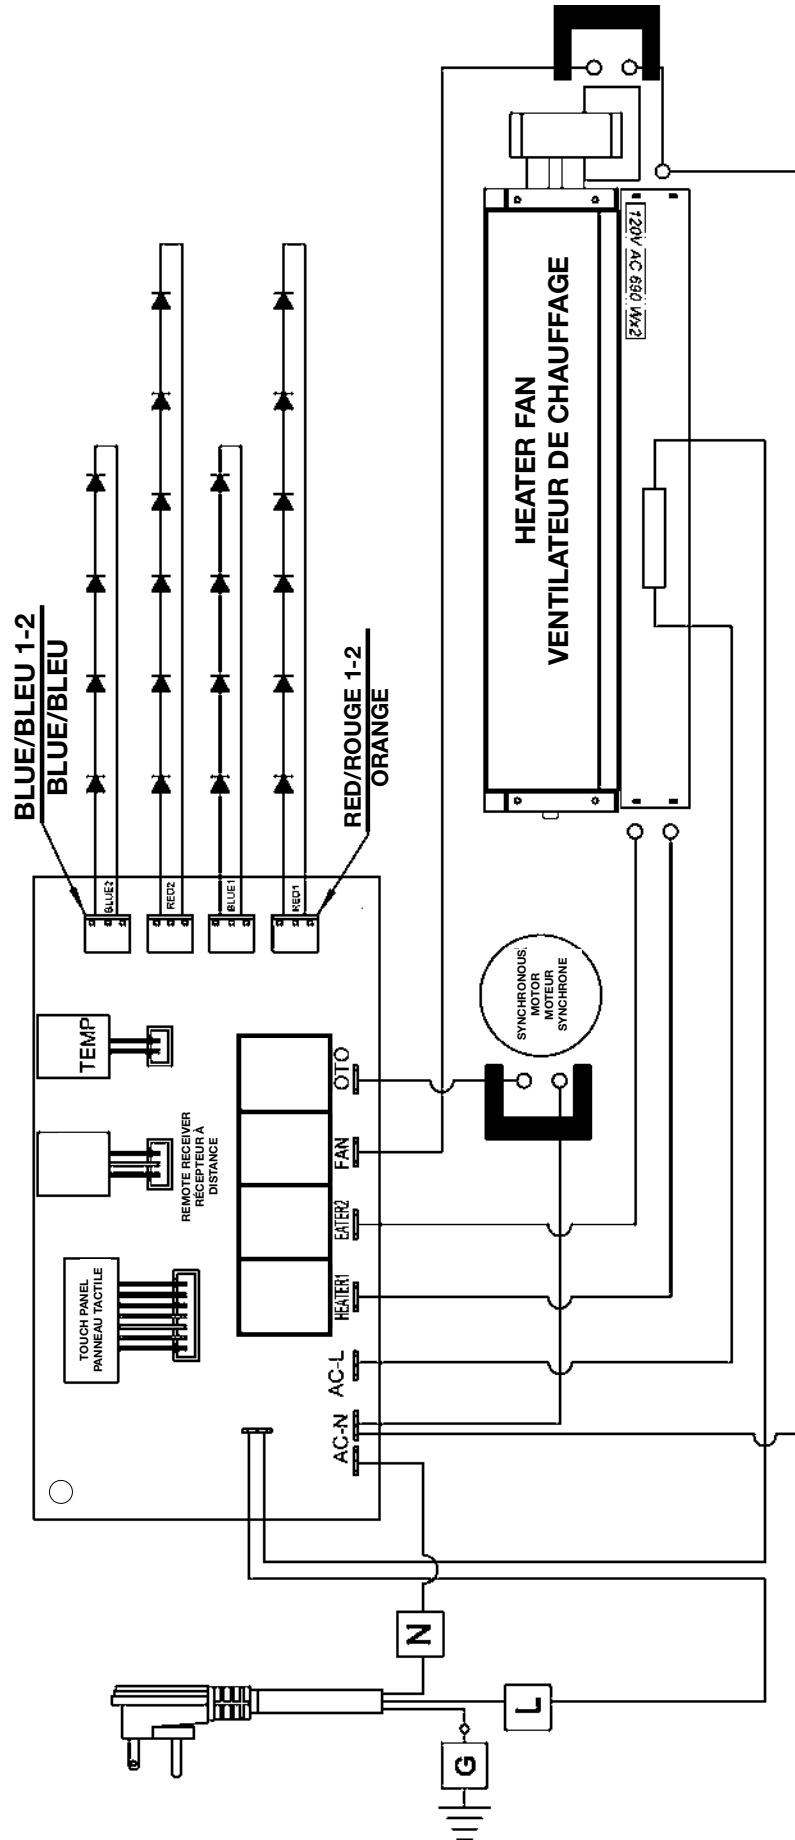 BLUE/BLEU 1-2
BLUE/BLEU
RED/ROUGE 1-2
ORANGE
BLUE2
RED2
BLUE1
RED1
TEMP
REMOTE RECEIVER
RÉCEPTEUR À
DISTANCE
TOUCH PANEL
PANNEAU TACTILE
OTO
FAN
EATER2
HEATER1
AC-L
AC-N
SYNCHRONOUS
MOTOR
MOTEUR
SYNCHRONE
HEATER FAN
VENTILATEUR DE CHAUFFAGE
120V AC 690 Wx2
N
L
G